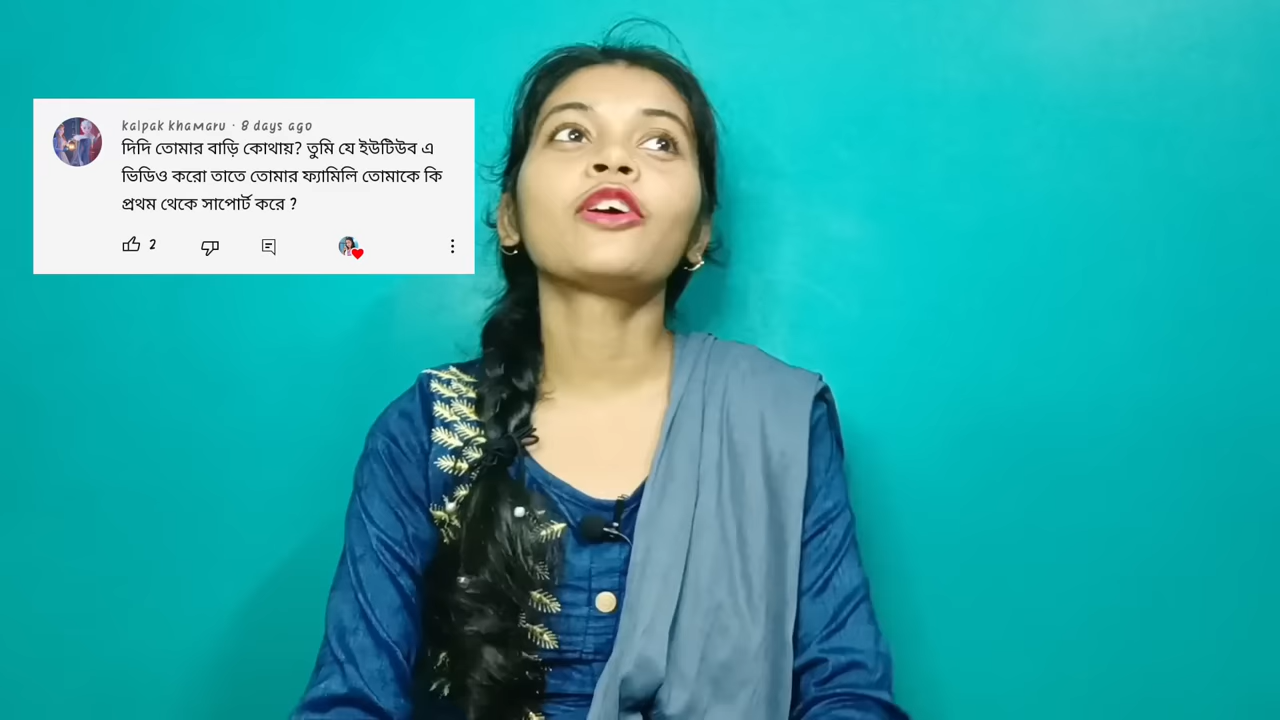 kalpak khamaru · 8 days ago
দিদি তোমার বাড়ি কোথায়? তুমি যে ইউটিউব এ
ভিডিও করো তাতে তোমার ফ্যামিলি তোমাকে কি
প্রথম থেকে সাপোর্ট করে ?
2